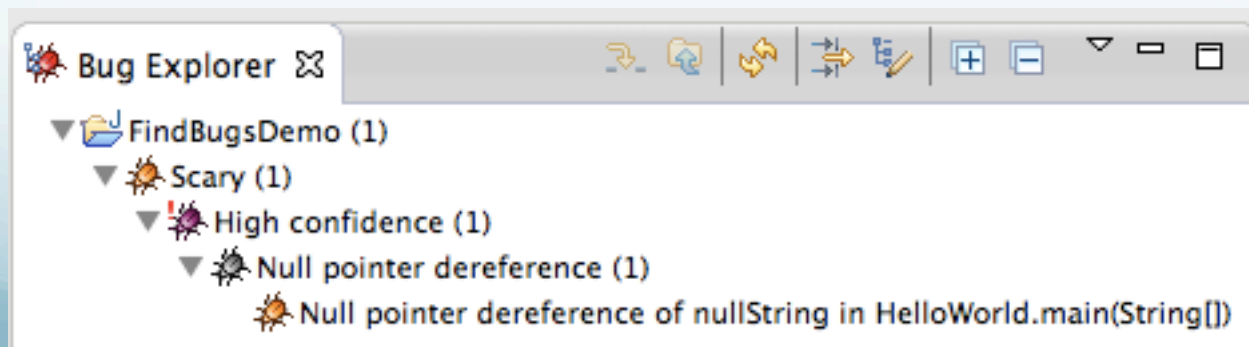 Bug Explorer
FindBugsDemo (1)
Scary (1)
High confidence (1)
Null pointer dereference (1)
Null pointer dereference of nullString in HelloWorld.main(String[])